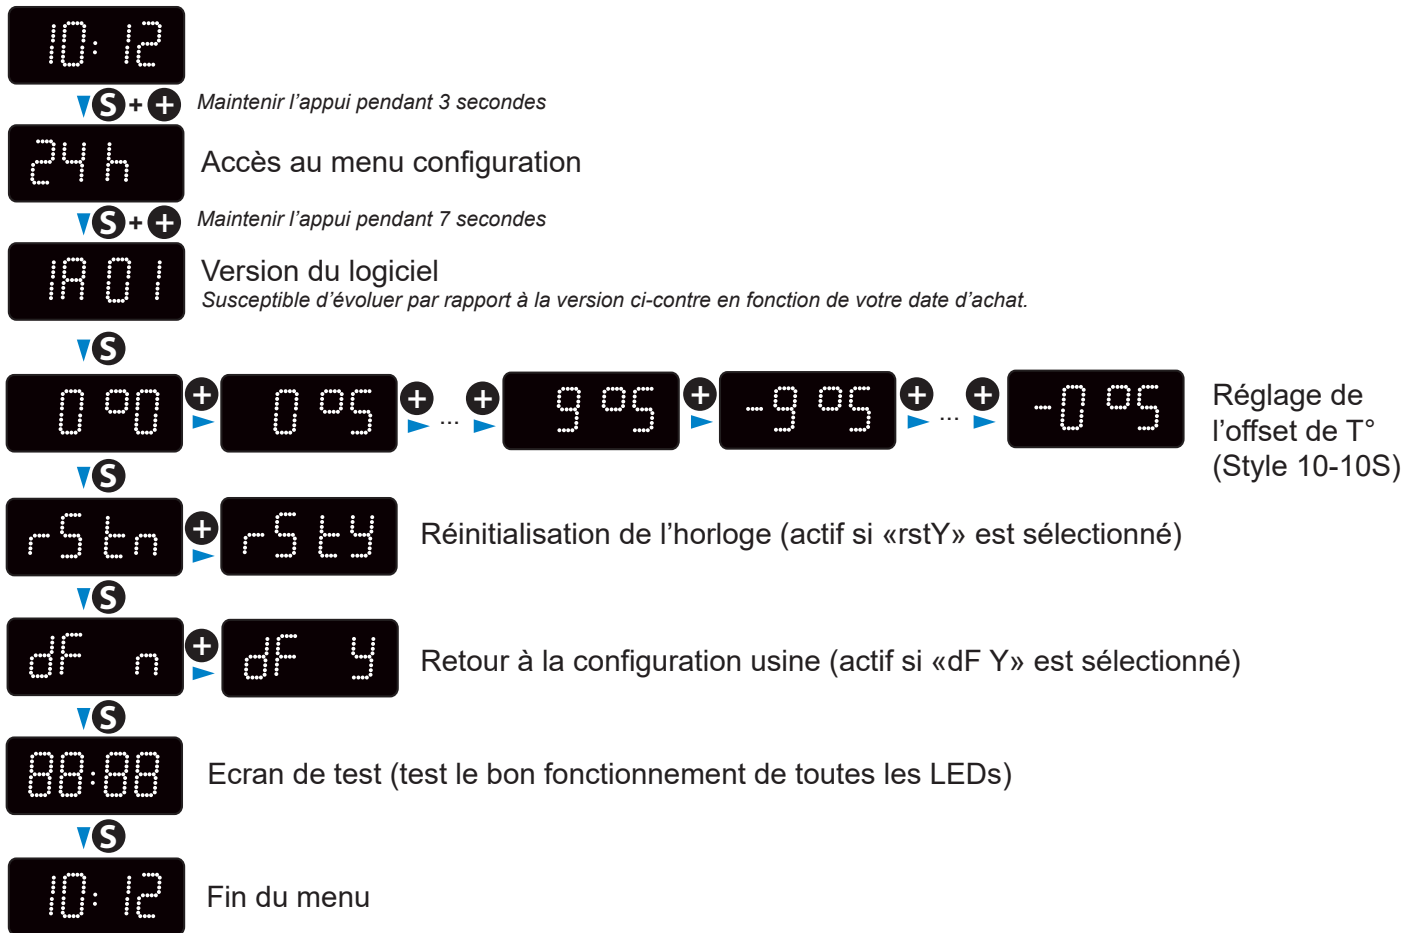 10:12
S + +
Maintenir l’appui pendant 3 secondes
24 h
Accès au menu configuration
S + +
Maintenir l’appui pendant 7 secondes
1A 01
Version du logiciel
Susceptible d’évoluer par rapport à la version ci-contre en fonction de votre date d’achat.
S
0 °0 + 0 °5 + ... + 9 °5 + -9 °5 + ... + -0 °5
Réglage de
l’offset de T°
(Style 10-10S)
S
rStn + rStY
Réinitialisation de l’horloge (actif si «rstY» est sélectionné)
S
dF n + dF Y
Retour à la configuration usine (actif si «dF Y» est sélectionné)
S
88:88
Ecran de test (test le bon fonctionnement de toutes les LEDs)
S
10:12
Fin du menu